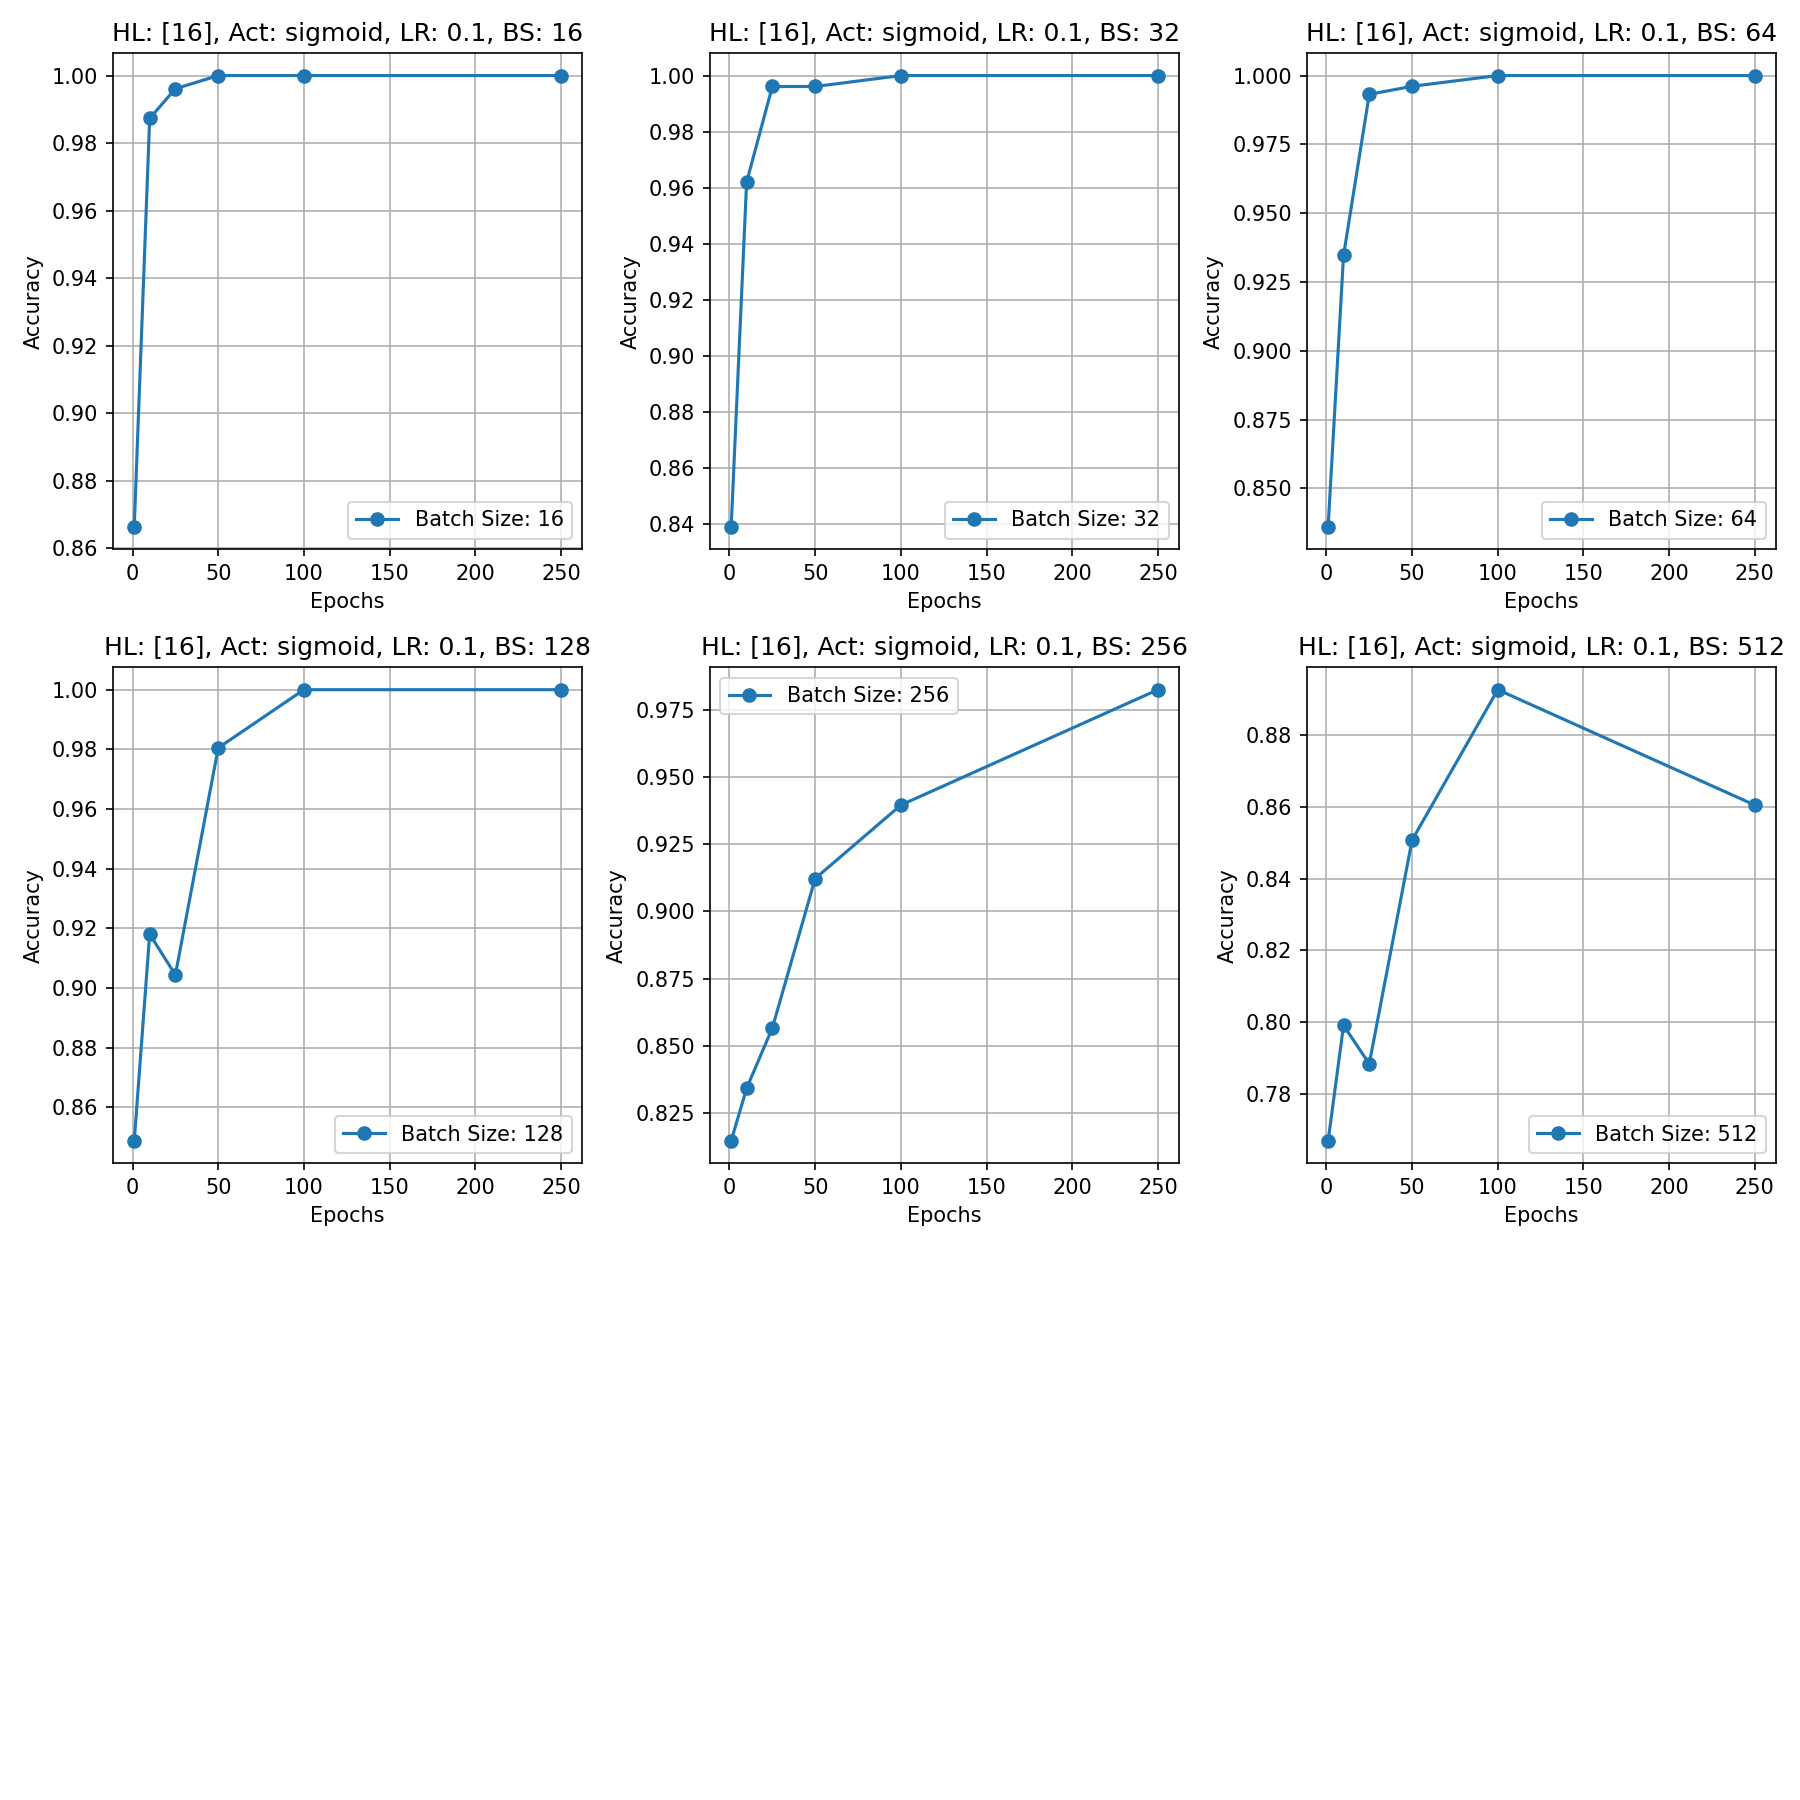 HL: [16], Act: sigmoid, LR: 0.1, BS: 16
1.00
0.98
0.96
0.94
0.92
0.90
0.88
0.86
Accuracy
Batch Size: 16
0 50 100 150 200 250
Epochs
HL: [16], Act: sigmoid, LR: 0.1, BS: 32
1.00
0.98
0.96
0.94
0.92
0.90
0.88
0.86
0.84
Accuracy
Batch Size: 32
0 50 100 150 200 250
Epochs
HL: [16], Act: sigmoid, LR: 0.1, BS: 64
1.000
0.975
0.950
0.925
0.900
0.875
0.850
Accuracy
Batch Size: 64
0 50 100 150 200 250
Epochs
HL: [16], Act: sigmoid, LR: 0.1, BS: 128
1.00
0.98
0.96
0.94
0.92
0.90
0.88
0.86
Accuracy
Batch Size: 128
0 50 100 150 200 250
Epochs
HL: [16], Act: sigmoid, LR: 0.1, BS: 256
Batch Size: 256
0.975
0.950
0.925
0.900
0.875
0.850
0.825
Accuracy
0 50 100 150 200 250
Epochs
HL: [16], Act: sigmoid, LR: 0.1, BS: 512
0.88
0.86
0.84
0.82
0.80
0.78
Accuracy
Batch Size: 512
0 50 100 150 200 250
Epochs